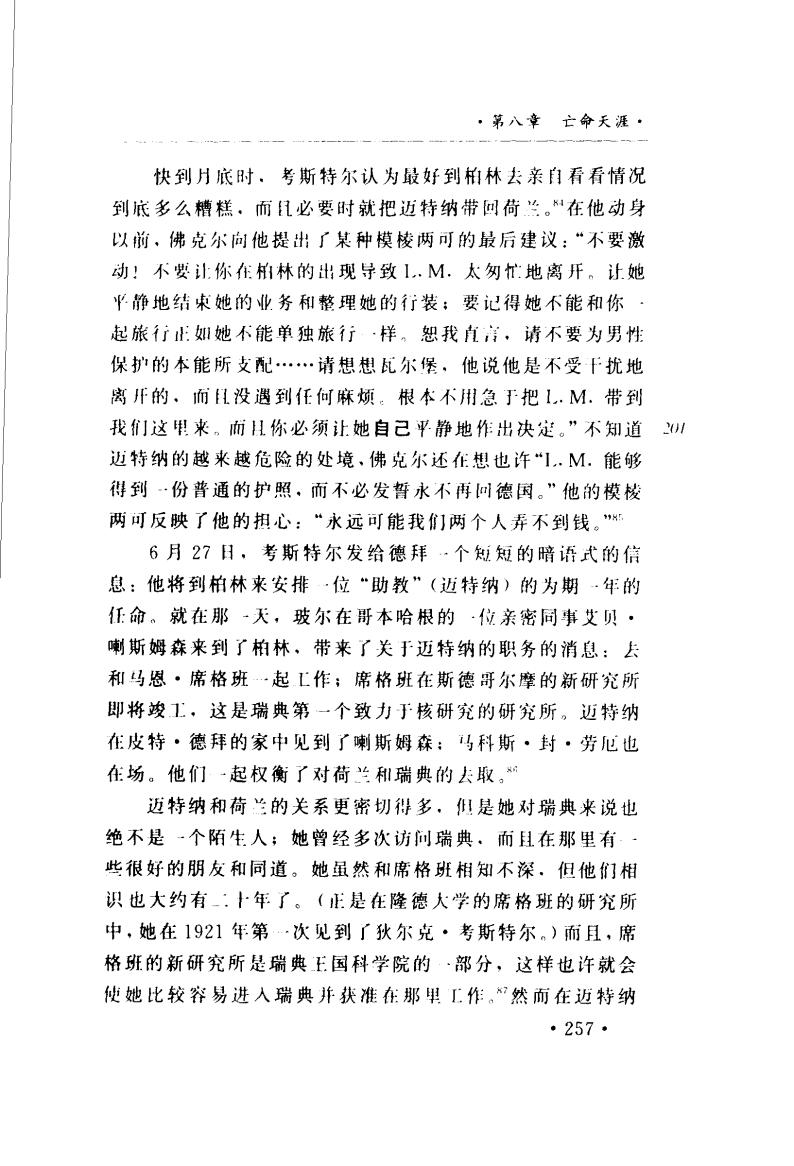 ·第八章 亡命天涯·
快到月底时，考斯特尔认为最好到柏林去亲自看看情况
到底多么糟糕，而且必要时就把迈特纳带回荷兰。84在他动身
以前，佛克尔向他提出了某种模棱两可的最后建议：“不要激
动！不要让你在柏林的出现导致L.M.太匆忙地离开。让她
平静地结束她的业务和整理她的行装；要记得她不能和你一
起旅行正如她不能单独旅行一样。恕我直言，请不要为男性
保护的本能所支配……请想想瓦尔堡，他说他是不受干扰地
离开的，而且没遇到任何麻烦。根本不用急于把L.M.带到
我们这里来。而且你必须让她自己平静地作出决定。”不知道 201
迈特纳的越来越危险的处境，佛克尔还在想也许“L.M.能够
得到一份普通的护照，而不必发誓永不再回德国。”他的模棱
两可反映了他的担心：“永远可能我们两个人弄不到钱。”85
6月27日，考斯特尔发给德拜一个短短的暗语式的信
息：他将到柏林来安排一位“助教”（迈特纳）的为期一年的
任命。就在那一天，玻尔在哥本哈根的一位亲密同事艾贝·
喇斯姆森来到了柏林，带来了关于迈特纳的职务的消息：去
和马恩·席格班一起工作；席格班在斯德哥尔摩的新研究所
即将竣工，这是瑞典第一个致力于核研究的研究所。迈特纳
在皮特·德拜的家中见到了喇斯姆森；马科斯·封·劳厄也
在场。他们一起权衡了对荷兰和瑞典的去取。86
迈特纳和荷兰的关系更密切得多，但是她对瑞典来说也
绝不是一个陌生人；她曾经多次访问瑞典，而且在那里有一
些很好的朋友和同道。她虽然和席格班相知不深，但他们相
识也大约有二十年了。（正是在隆德大学的席格班的研究所
中，她在1921年第一次见到了狄尔克·考斯特尔。）而且，席
格班的新研究所是瑞典王国科学院的一部分，这样也许就会
使她比较容易进入瑞典并获准在那里工作。87然而在迈特纳
·257·